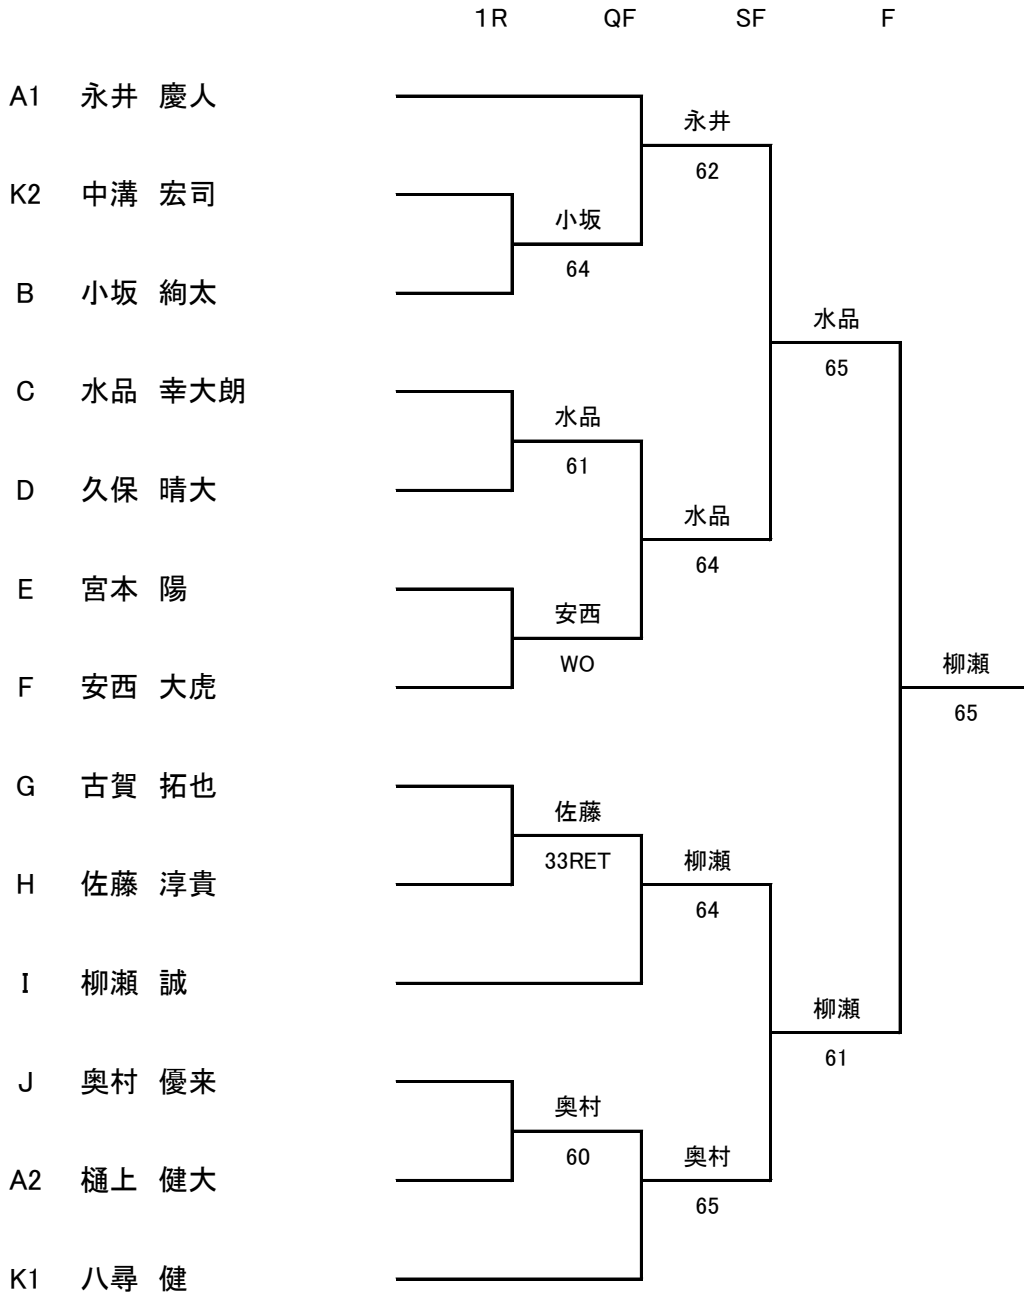 1R QF SF F
A1 永井 慶人
永井
62
K2 中溝 宏司
小坂
64
B 小坂 絢太
水品
65
C 水品 幸大朗
水品
61
D 久保 晴大
水品
64
E 宮本 陽
安西
WO
F 安西 大虎
柳瀬
65
G 古賀 拓也
佐藤
33RET
柳瀬
64
H 佐藤 淳貴
I 柳瀬 誠
柳瀬
61
J 奥村 優来
奥村
60
奥村
65
A2 樋上 健大
K1 八尋 健